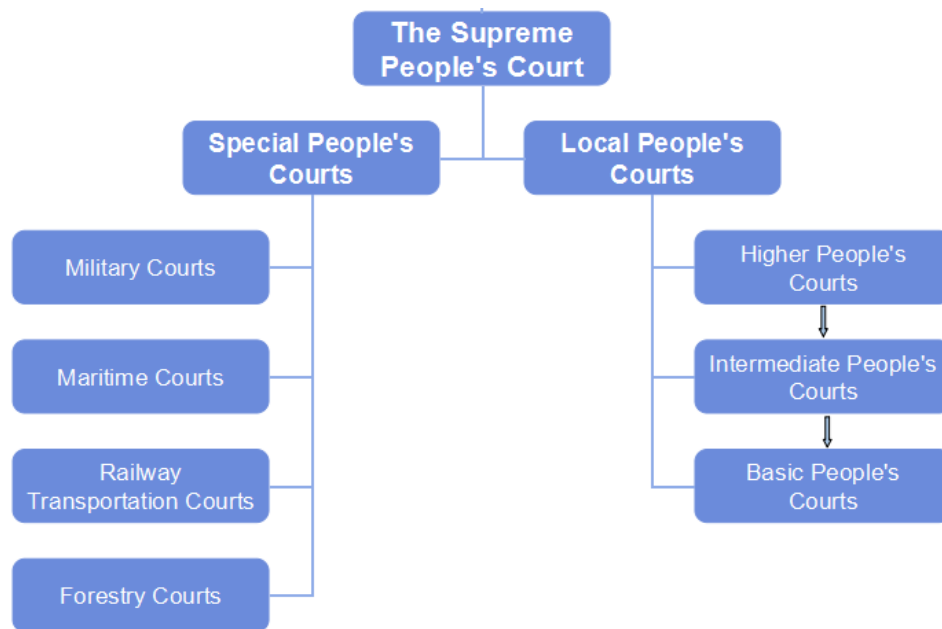 The Supreme
People's Court
Special People's
Courts
Local People's
Courts
Military Courts
Maritime Courts
Railway
Transportation Courts
Forestry Courts
Higher People's
Courts
Intermediate People's
Courts
Basic People's
Courts